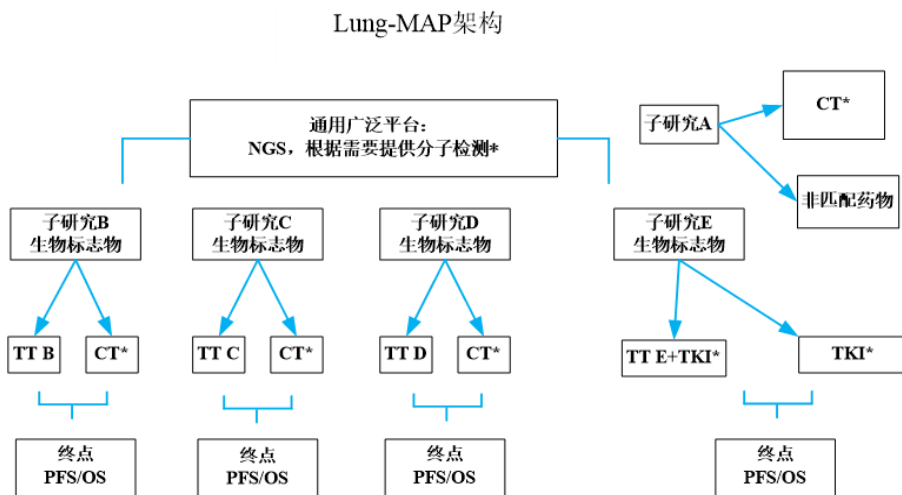 Lung-MAP架构
通用广泛平台：
NGS，根据需要提供分子检测*
子研究A
CT*
非匹配药物
子研究B
生物标志物
子研究C
生物标志物
子研究D
生物标志物
子研究E
生物标志物
TT B
CT*
TT C
CT*
TT D
CT*
TT E+TKI*
TKI*
终点
PFS/OS
终点
PFS/OS
终点
PFS/OS
终点
PFS/OS